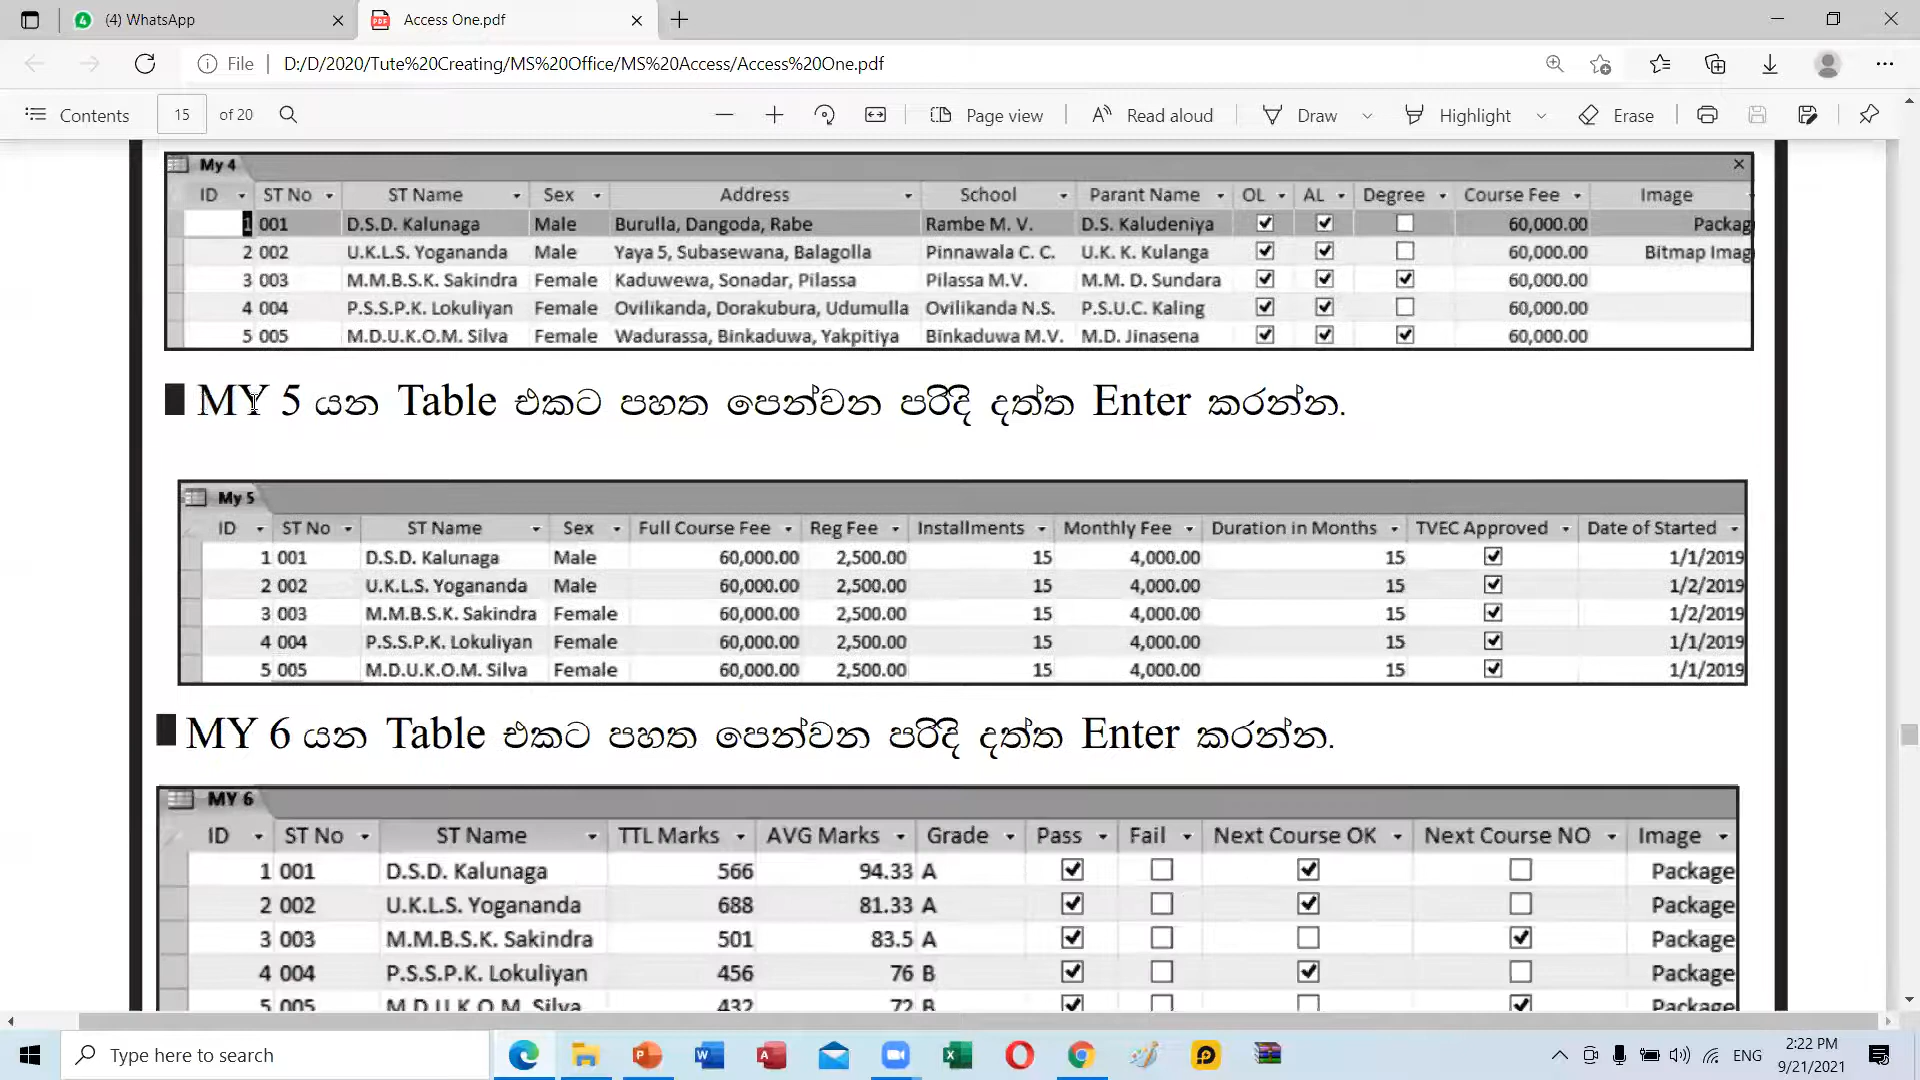 (4) WhatsApp
Access One.pdf
File D:/D/2020/Tute%20Creating/MS%20Office/MS%20Access/Access%20One.pdf
Contents 15 of 20 Page view Read aloud Draw Highlight Erase
My 4
ID ST No ST Name Sex Address School Parant Name OL AL Degree Course Fee Image
1 001 D.S.D. Kalunaga Male Burulla, Dangoda, Rabe Rambe M. V. D.S. Kaludeniya 60,000.00 Packag
2 002 U.K.L.S. Yogananda Male Yaya 5, Subasewana, Balagolla Pinnawala C. C. U.K. K. Kulanga 60,000.00 Bitmap Imag
3 003 M.M.B.S.K. Sakindra Female Kaduwewa, Sonadar, Pilassa Pilassa M.V. M.M. D. Sundara 60,000.00
4 004 P.S.S.P.K. Lokuliyan Female Ovilikanda, Dorakubura, Udumulla Ovilikanda N.S. P.S.U.C. Kaling 60,000.00
5 005 M.D.U.K.O.M. Silva Female Wadurassa, Binkaduwa, Yakpitiya Binkaduwa M.V. M.D. Jinasena 60,000.00
MY 5 යන Table එකට පහත පෙන්වන පරිදි දත්ත Enter කරන්න.
My 5
ID ST No ST Name Sex Full Course Fee Reg Fee Installments Monthly Fee Duration in Months TVEC Approved Date of Started
1 001 D.S.D. Kalunaga Male 60,000.00 2,500.00 15 4,000.00 15 1/1/2019
2 002 U.K.L.S. Yogananda Male 60,000.00 2,500.00 15 4,000.00 15 1/2/2019
3 003 M.M.B.S.K. Sakindra Female 60,000.00 2,500.00 15 4,000.00 15 1/2/2019
4 004 P.S.S.P.K. Lokuliyan Female 60,000.00 2,500.00 15 4,000.00 15 1/1/2019
5 005 M.D.U.K.O.M. Silva Female 60,000.00 2,500.00 15 4,000.00 15 1/1/2019
MY 6 යන Table එකට පහත පෙන්වන පරිදි දත්ත Enter කරන්න.
MY 6
ID ST No ST Name TTL Marks AVG Marks Grade Pass Fail Next Course OK Next Course NO Image
1 001 D.S.D. Kalunaga 566 94.33 A Package
2 002 U.K.L.S. Yogananda 688 81.33 A Package
3 003 M.M.B.S.K. Sakindra 501 83.5 A Package
4 004 P.S.S.P.K. Lokuliyan 456 76 B Package
5 005 M.D.U.K.O.M. Silva 432 72 B
Type here to search
ENG
2:22 PM
9/21/2021